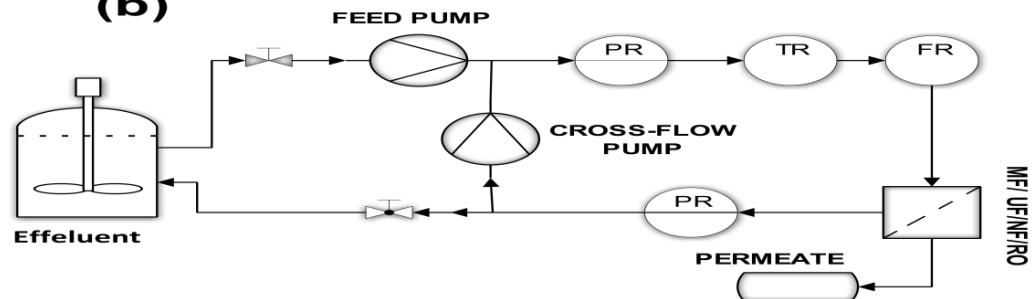 (b)
FEED PUMP
PR
TR
FR
CROSS-FLOW
PUMP
PR
MF/ UF/NF/RO
Effeluent
PERMEATE